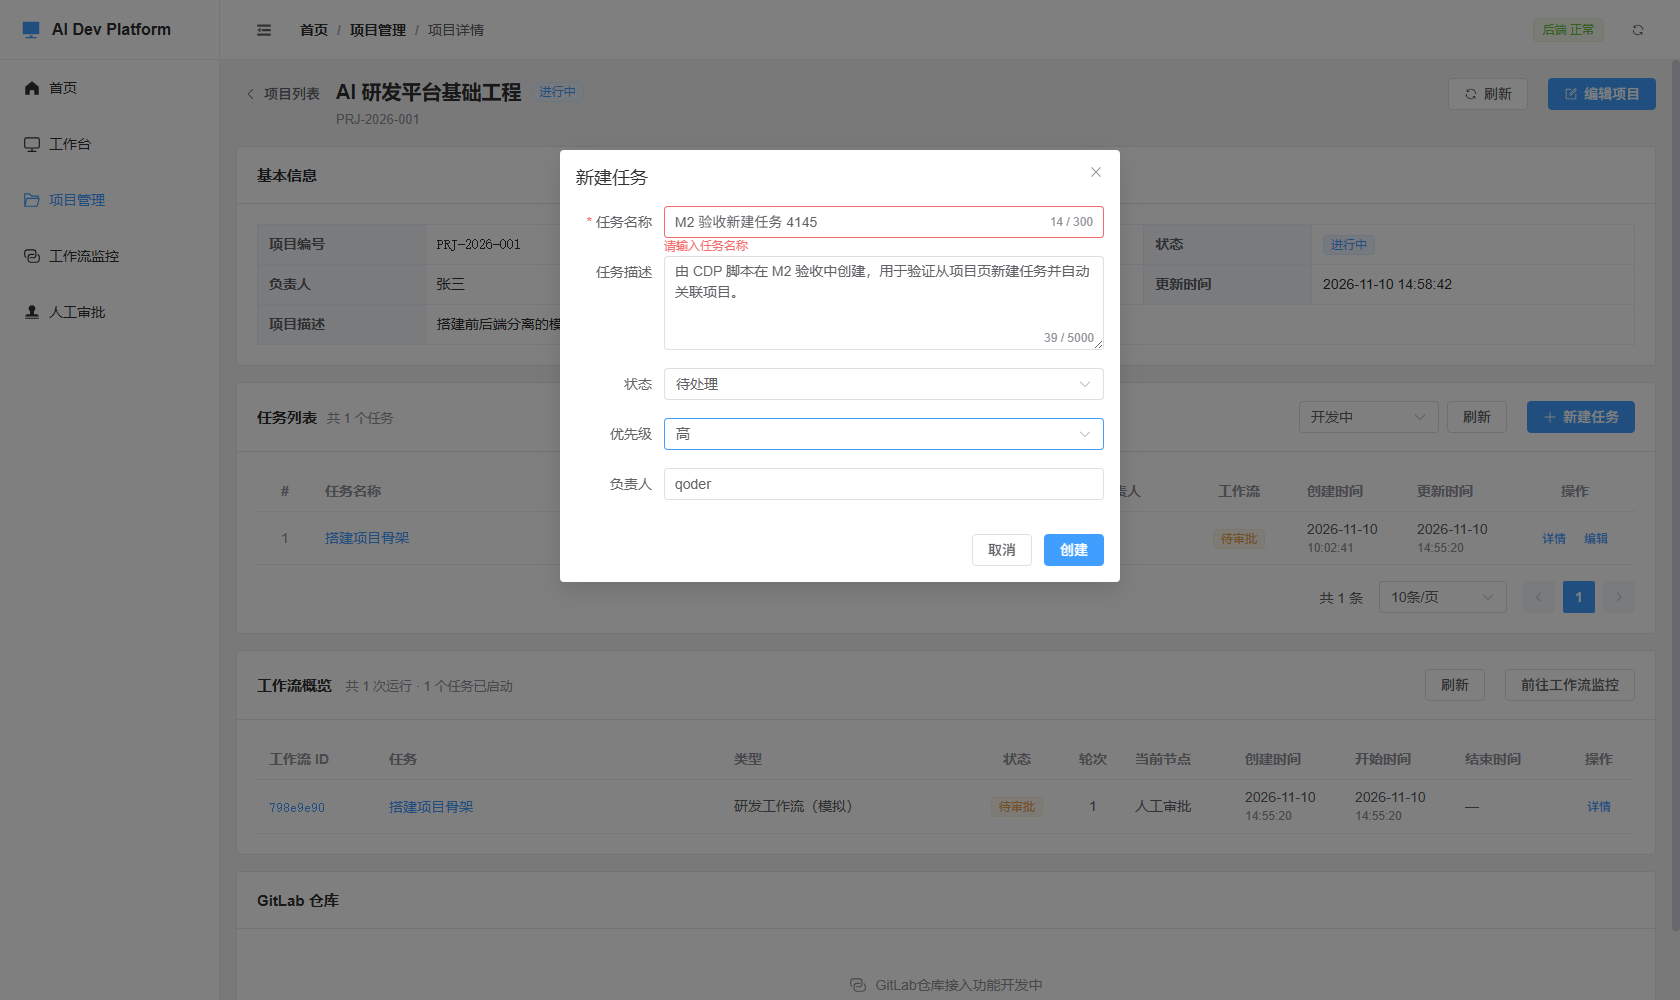 AI Dev Platform
首页 / 项目管理 / 项目详情
后端 正常
首页
工作台
项目管理
工作流监控
人工审批
项目列表
AI 研发平台基础工程
进行中
PRJ-2026-001
刷新
编辑项目
基本信息
项目编号
PRJ-2026-001
状态
进行中
负责人
张三
更新时间
2026-11-10 14:58:42
项目描述
搭建前后端分离的模
新建任务
* 任务名称
M2 验收新建任务 4145
14 / 300
请输入任务名称
任务描述
由 CDP 脚本在 M2 验收中创建，用于验证从项目页新建任务并自动
关联项目。
39 / 5000
状态
待处理
优先级
高
负责人
qoder
取消
创建
任务列表 共 1 个任务
开发中
刷新
新建任务
# 任务名称 责人 工作流 创建时间 更新时间 操作
1 搭建项目骨架 待审批 2026-11-10 10:02:41 2026-11-10 14:55:20 详情 编辑
共 1 条
10条/页
1
工作流概览 共 1 次运行 · 1 个任务已启动
刷新
前往工作流监控
工作流 ID 任务 类型 状态 轮次 当前节点 创建时间 开始时间 结束时间 操作
798e9e90 搭建项目骨架 研发工作流（模拟） 待审批 1 人工审批 2026-11-10 14:55:20 2026-11-10 14:55:20 — 详情
GitLab 仓库
GitLab仓库接入功能开发中